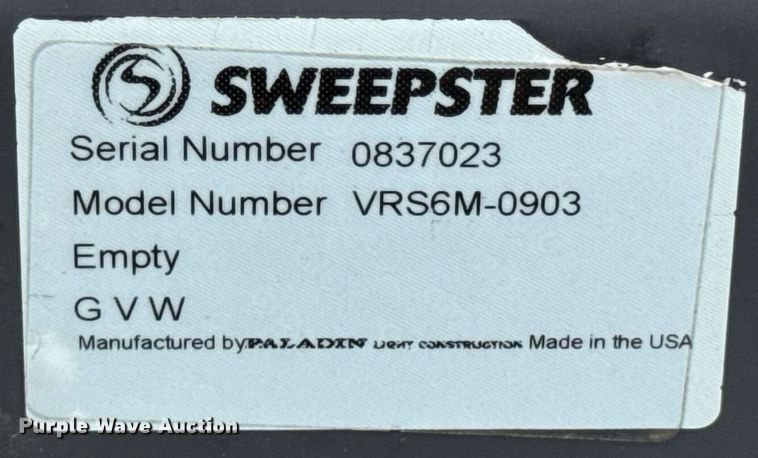 SWEEPSTER
Serial Number 0837023
Model Number VRS6M-0903
Empty
G V W
Manufactured by PALADIN LIGHT CONSTRUCTION Made in the USA
Purple Wave Auction